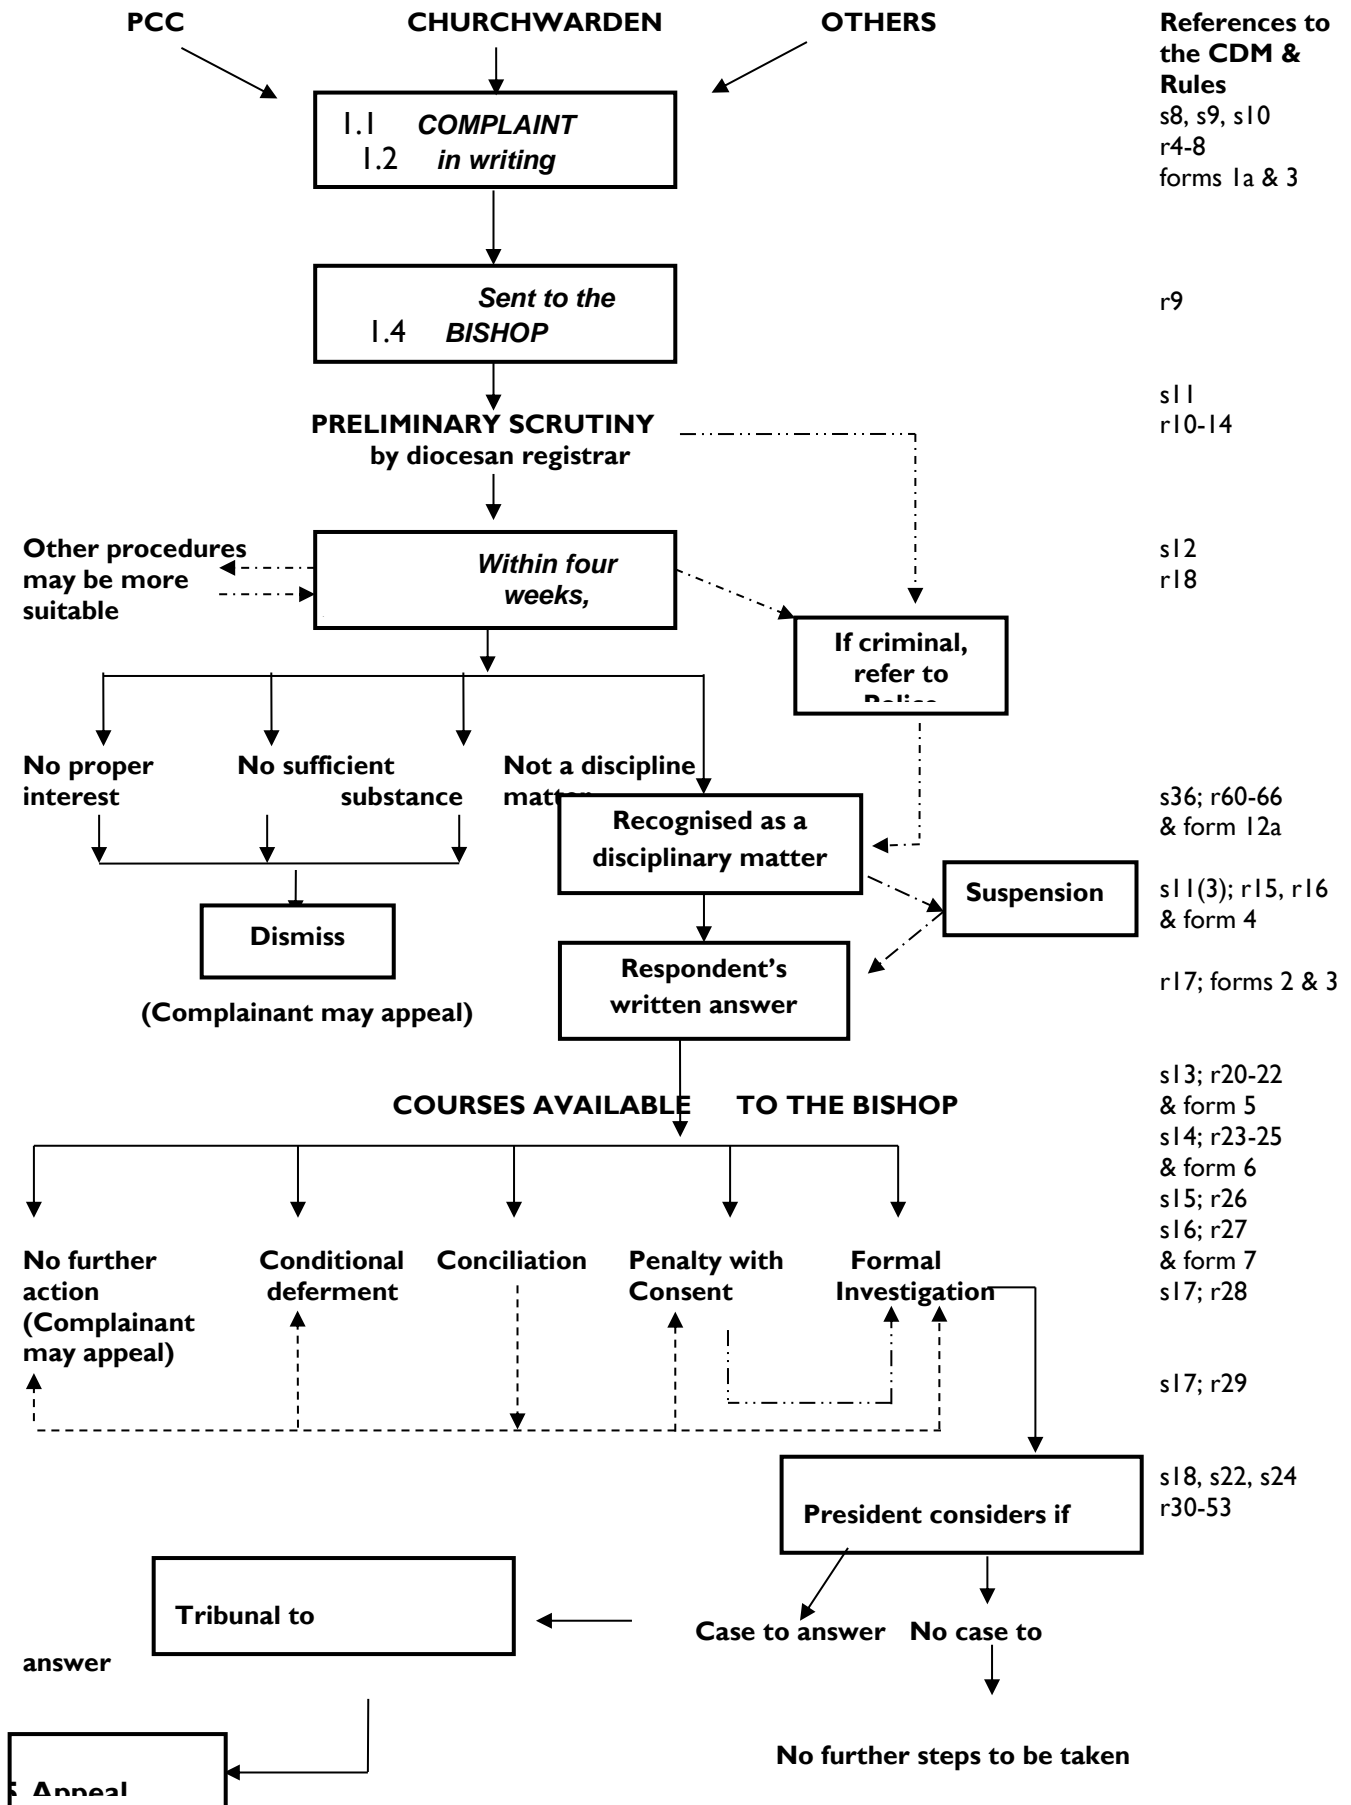 PCC CHURCHWARDEN OTHERS
References to
the CDM &
Rules
s8, s9, s10
r4-8
forms 1a & 3
1.1 COMPLAINT
1.2 in writing
Sent to the
1.4 BISHOP
r9
s11
r10-14
PRELIMINARY SCRUTINY
by diocesan registrar
Other procedures
may be more
suitable
Within four
weeks,
s12
r18
If criminal,
refer to
No proper
interest
No sufficient
substance
Not a discipline
Recognised as a
disciplinary matter
s36; r60-66
& form 12a
Suspension
s11(3); r15, r16
& form 4
Dismiss
(Complainant may appeal)
Respondent’s
written answer
r17; forms 2 & 3
COURSES AVAILABLE TO THE BISHOP
s13; r20-22
& form 5
s14; r23-25
& form 6
s15; r26
s16; r27
& form 7
s17; r28
No further
action
(Complainant
may appeal)
Conditional
deferment
Conciliation
Penalty with
Consent
Formal
Investigation
s17; r29
President considers if
s18, s22, s24
r30-53
Tribunal to
Case to answer No case to
answer
No further steps to be taken
Appeal